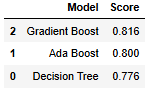 Model Score
2 Gradient Boost 0.816
1 Ada Boost 0.800
0 Decision Tree 0.776